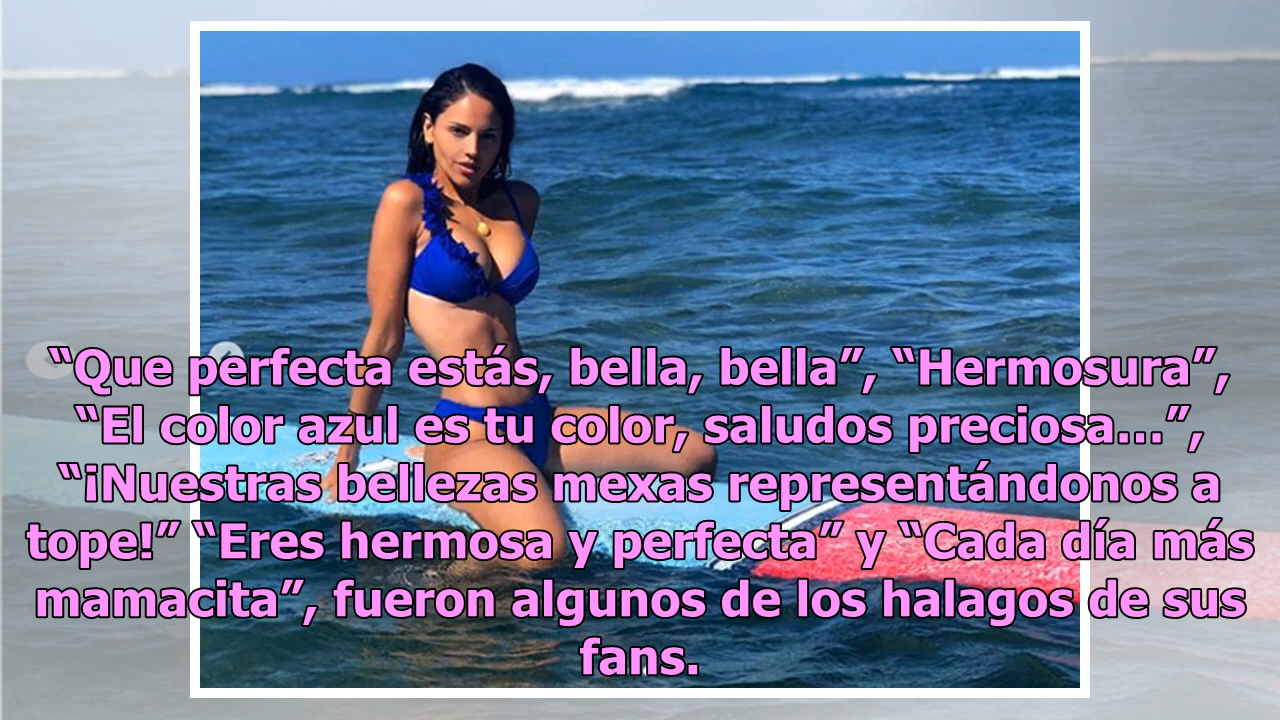 “Que perfecta estás, bella, bella”, “Hermosura”,
“El color azul es tu color, saludos preciosa...”,
“¡Nuestras bellezas mexas representándonos a
tope!” “Eres hermosa y perfecta” y “Cada día más
mamacita”, fueron algunos de los halagos de sus
fans.